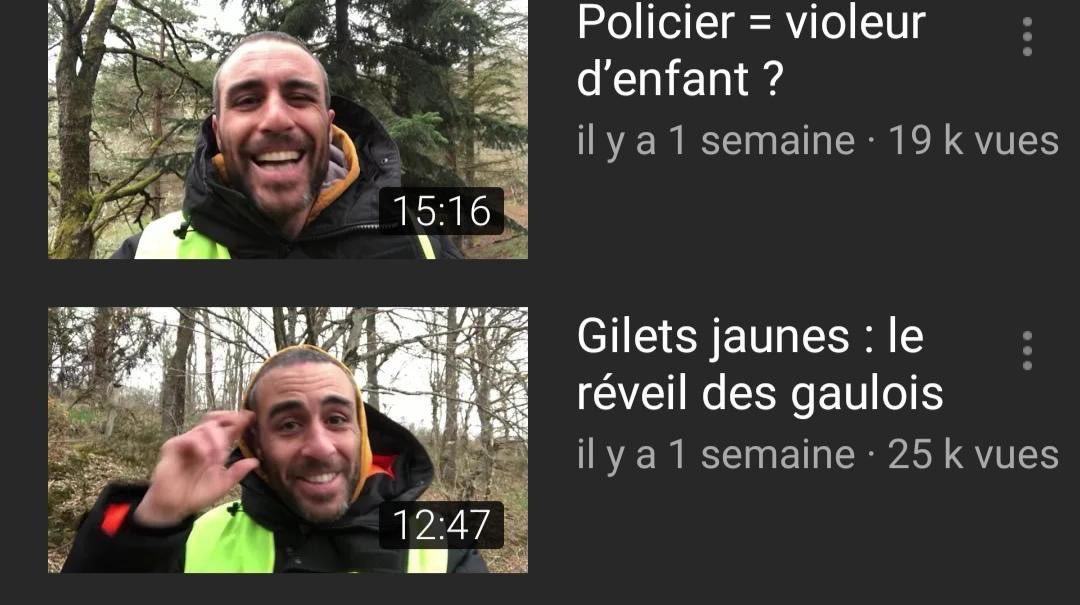 Policier = violeur
d’enfant ?
il y a 1 semaine · 19 k vues
15:16
Gilets jaunes : le
réveil des gaulois
il y a 1 semaine · 25 k vues
12:47